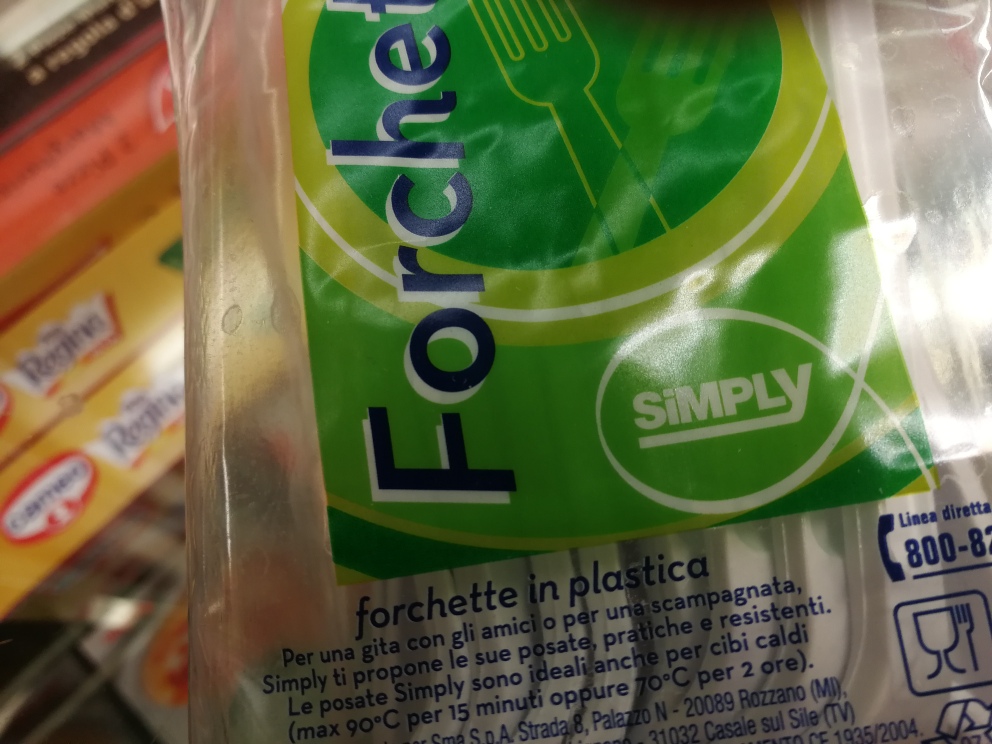 Forchet
SiMPLY
forchette in plastica
Per una gita con gli amici o per una scampagnata,
Simply ti propone le sue posate, pratiche e resistenti.
Le posate Simply sono ideali anche per cibi caldi
(max 90°C per 15 minuti oppure 70°C per 2 ore).
Sma S.p.A. Strada 8, Palazzo N - 20089 Rozzano (MI),
- 31032 Casale sul Sile (TV)
CE 1935/2004.
Linea diretta
800-82
Regina
Regina
cameo